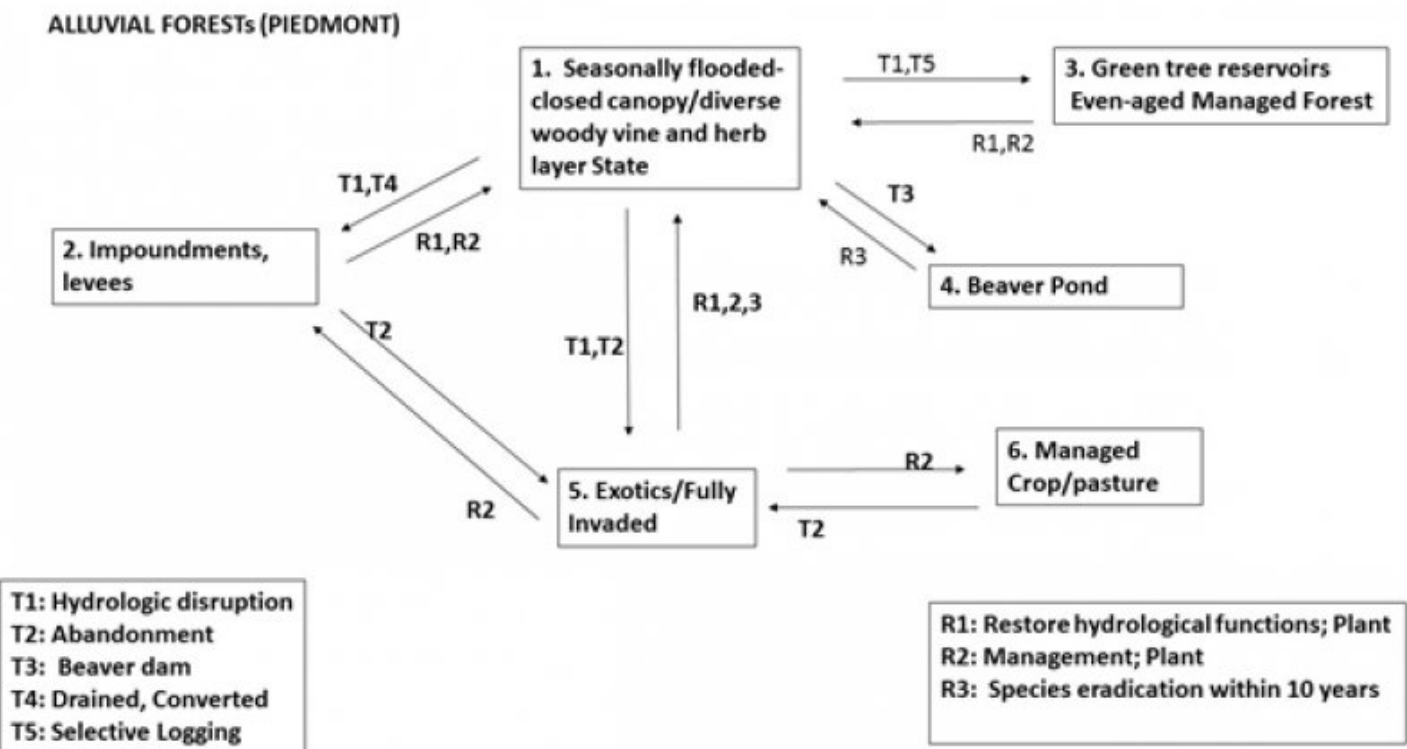 ALLUVIAL FORESTs (PIEDMONT)
1. Seasonally flooded-
closed canopy/diverse
woody vine and herb
layer State
T1,T5
R1,R2
3. Green tree reservoirs
Even-aged Managed Forest
T1,T4
R1,R2
T3
R3
2. Impoundments,
levees
4. Beaver Pond
T2
R2
T1,T2
R1,2,3
5. Exotics/Fully
Invaded
R2
T2
6. Managed
Crop/pasture
T1: Hydrologic disruption
T2: Abandonment
T3: Beaver dam
T4: Drained, Converted
T5: Selective Logging
R1: Restore hydrological functions; Plant
R2: Management; Plant
R3: Species eradication within 10 years